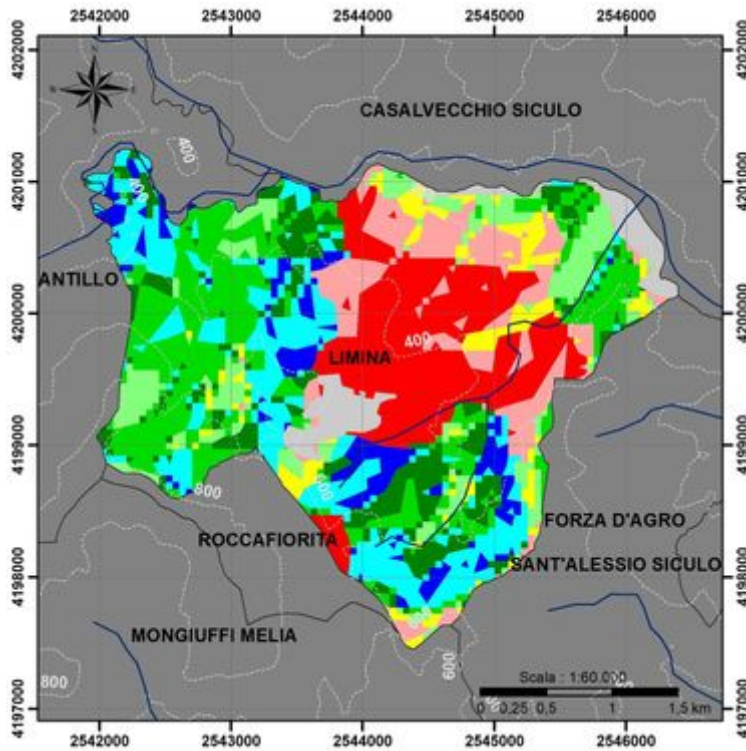 2542000 2543000 2544000 2545000 2546000
4202000 4202000
CASALVECCHIO SICULO
400
4201000 4201000
400
ANTILLO
4200000 4200000
400
LIMINA
4199000 4199000
800
600
FORZA D'AGRO
ROCCAFIORITA
SANT'ALESSIO SICULO
4198000 4198000
MONGIUFFI MELIA
600
800
Scala : 1:60.000
0 0,25 0,5 1 1,5 km
4197000 4197000
2542000 2543000 2544000 2545000 2546000